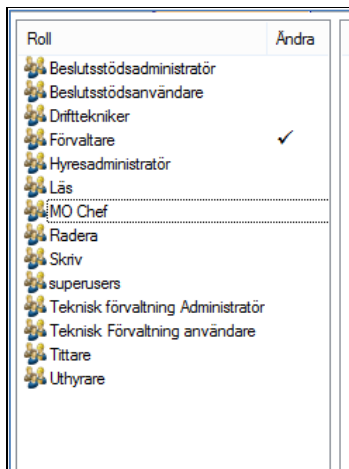 Roll Ändra
Beslutsstödsadministratör
Beslutsstödsanvändare
Drifttekniker
Förvaltare ✓
Hyresadministratör
Läs
MO Chef
Radera
Skriv
superusers
Teknisk förvaltning Administratör
Teknisk Förvaltning användare
Tittare
Uthyrare